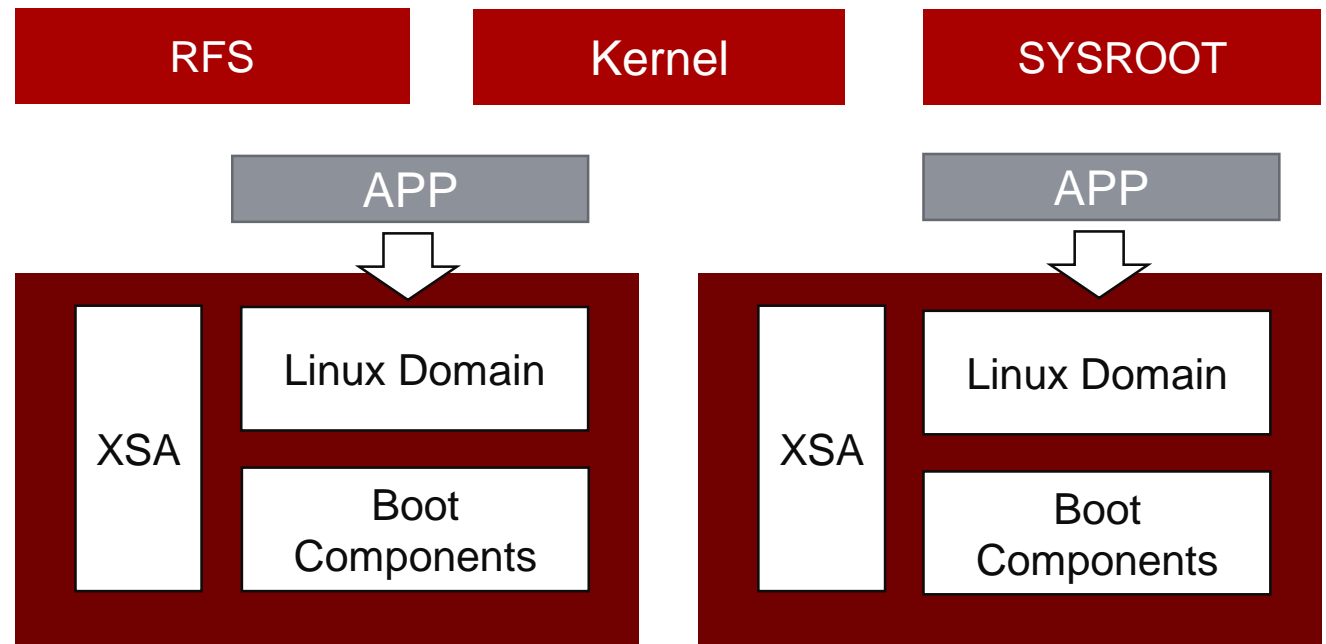 RFS
Kernel
SYSROOT
APP
APP
XSA
Linux Domain
Boot
Components
XSA
Linux Domain
Boot
Components